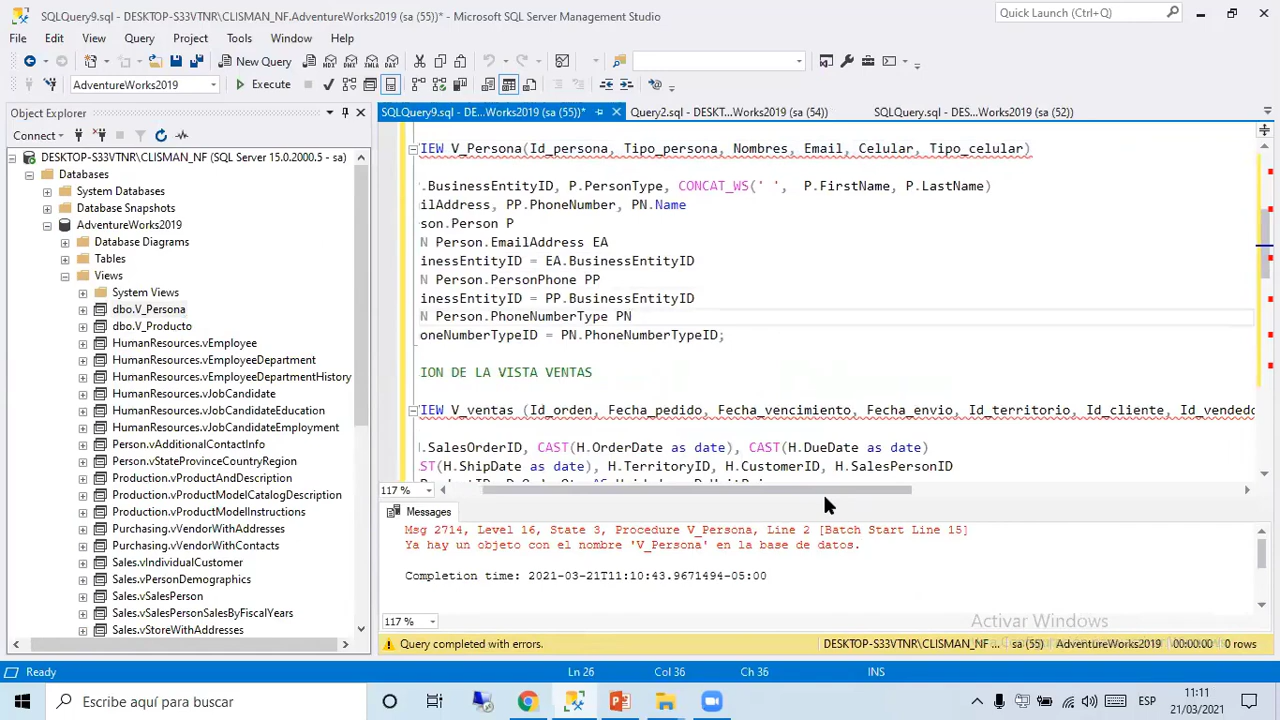 SQLQuery9.sql - DESKTOP-S33VTNR\CLISMAN_NF.AdventureWorks2019 (sa (55))* - Microsoft SQL Server Management Studio
Quick Launch (Ctrl+Q)
File Edit View Query Project Tools Window Help
New Query
AdventureWorks2019
Execute
Object Explorer
Connect
DESKTOP-S33VTNR\CLISMAN_NF (SQL Server 15.0.2000.5 - sa)
Databases
System Databases
Database Snapshots
AdventureWorks2019
Database Diagrams
Tables
Views
System Views
dbo.V_Persona
dbo.V_Producto
HumanResources.vEmployee
HumanResources.vEmployeeDepartment
HumanResources.vEmployeeDepartmentHistory
HumanResources.vJobCandidate
HumanResources.vJobCandidateEducation
HumanResources.vJobCandidateEmployment
Person.vAdditionalContactInfo
Person.vStateProvinceCountryRegion
Production.vProductAndDescription
Production.vProductModelCatalogDescription
Production.vProductModelInstructions
Purchasing.vVendorWithAddresses
Purchasing.vVendorWithContacts
Sales.vIndividualCustomer
Sales.vPersonDemographics
Sales.vSalesPerson
Sales.vSalesPersonSalesByFiscalYears
Sales.vStoreWithAddresses
SQLQuery9.sql - DE...Works2019 (sa (55))* Query2.sql - DESKT...Works2019 (sa (54)) SQLQuery.sql - DES...Works2019 (sa (52))
IEW V_Persona(Id_persona, Tipo_persona, Nombres, Email, Celular, Tipo_celular)
.BusinessEntityID, P.PersonType, CONCAT_WS(' ', P.FirstName, P.LastName)
ilAddress, PP.PhoneNumber, PN.Name
son.Person P
N Person.EmailAddress EA
inessEntityID = EA.BusinessEntityID
N Person.PersonPhone PP
inessEntityID = PP.BusinessEntityID
N Person.PhoneNumberType PN
oneNumberTypeID = PN.PhoneNumberTypeID;
ION DE LA VISTA VENTAS
IEW V_ventas (Id_orden, Fecha_pedido, Fecha_vencimiento, Fecha_envio, Id_territorio, Id_cliente, Id_vendedo
.SalesOrderID, CAST(H.OrderDate as date), CAST(H.DueDate as date)
ST(H.ShipDate as date), H.TerritoryID, H.CustomerID, H.SalesPersonID
117 %
Messages
Msg 2714, Level 16, State 3, Procedure V_Persona, Line 2 [Batch Start Line 15]
Ya hay un objeto con el nombre 'V_Persona' en la base de datos.
Completion time: 2021-03-21T11:10:43.9671494-05:00
117 %
Activar Windows
Query completed with errors. DESKTOP-S33VTNR\CLISMAN_NF ... sa (55) AdventureWorks2019 00:00:00 0 rows
Ready Ln 26 Col 36 Ch 36 INS
Escribe aquí para buscar
ESP
11:11
21/03/2021